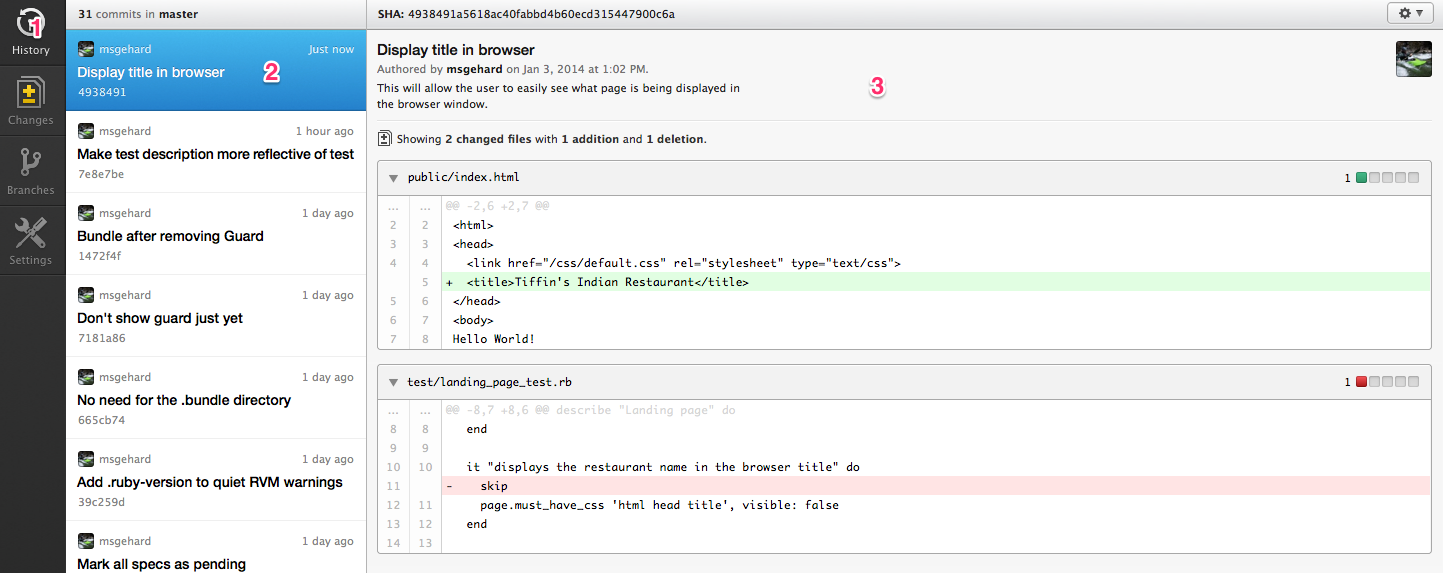 1
History
Changes
Branches
Settings
31 commits in master
msgehard Just now
Display title in browser 2
4938491
msgehard 1 hour ago
Make test description more reflective of test
7e8e7be
msgehard 1 day ago
Bundle after removing Guard
1472f4f
msgehard 1 day ago
Don't show guard just yet
7181a86
msgehard 1 day ago
No need for the .bundle directory
665cb74
msgehard 1 day ago
Add .ruby-version to quiet RVM warnings
39c259d
msgehard 1 day ago
Mark all specs as pending
SHA: 4938491a5618ac40fabbd4b60ecd315447900c6a
Display title in browser
Authored by msgehard on Jan 3, 2014 at 1:02 PM.
This will allow the user to easily see what page is being displayed in
the browser window.
3
Showing 2 changed files with 1 addition and 1 deletion.
public/index.html 1
... ... @@ -2,6 +2,7 @@
2 2 <html>
3 3 <head>
4 4 <link href="/css/default.css" rel="stylesheet" type="text/css">
5 + <title>Tiffin's Indian Restaurant</title>
5 6 </head>
6 7 <body>
7 8 Hello World!
test/landing_page_test.rb 1
... ... @@ -8,7 +8,6 @@ describe "Landing page" do
8 8 end
9 9
10 10 it "displays the restaurant name in the browser title" do
11 - skip
12 11 page.must_have_css 'html head title', visible: false
13 12 end
14 13